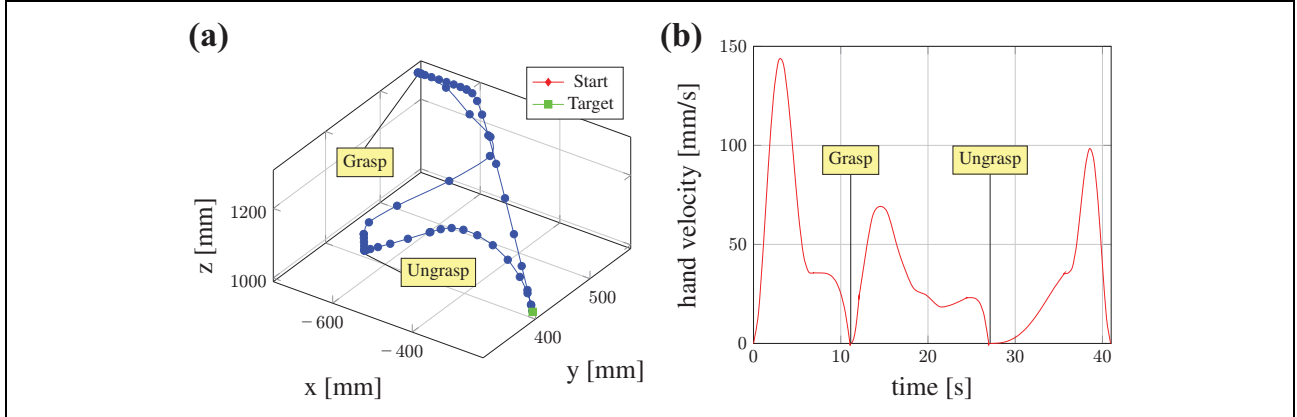 (a)
Start
Target
Grasp
Ungrasp
1200
1000
z [mm]
−600
−400
x [mm]
400
500
y [mm]
(b)
150
100
50
0
hand velocity [mm/s]
Grasp
Ungrasp
0
10
20
30
40
time [s]